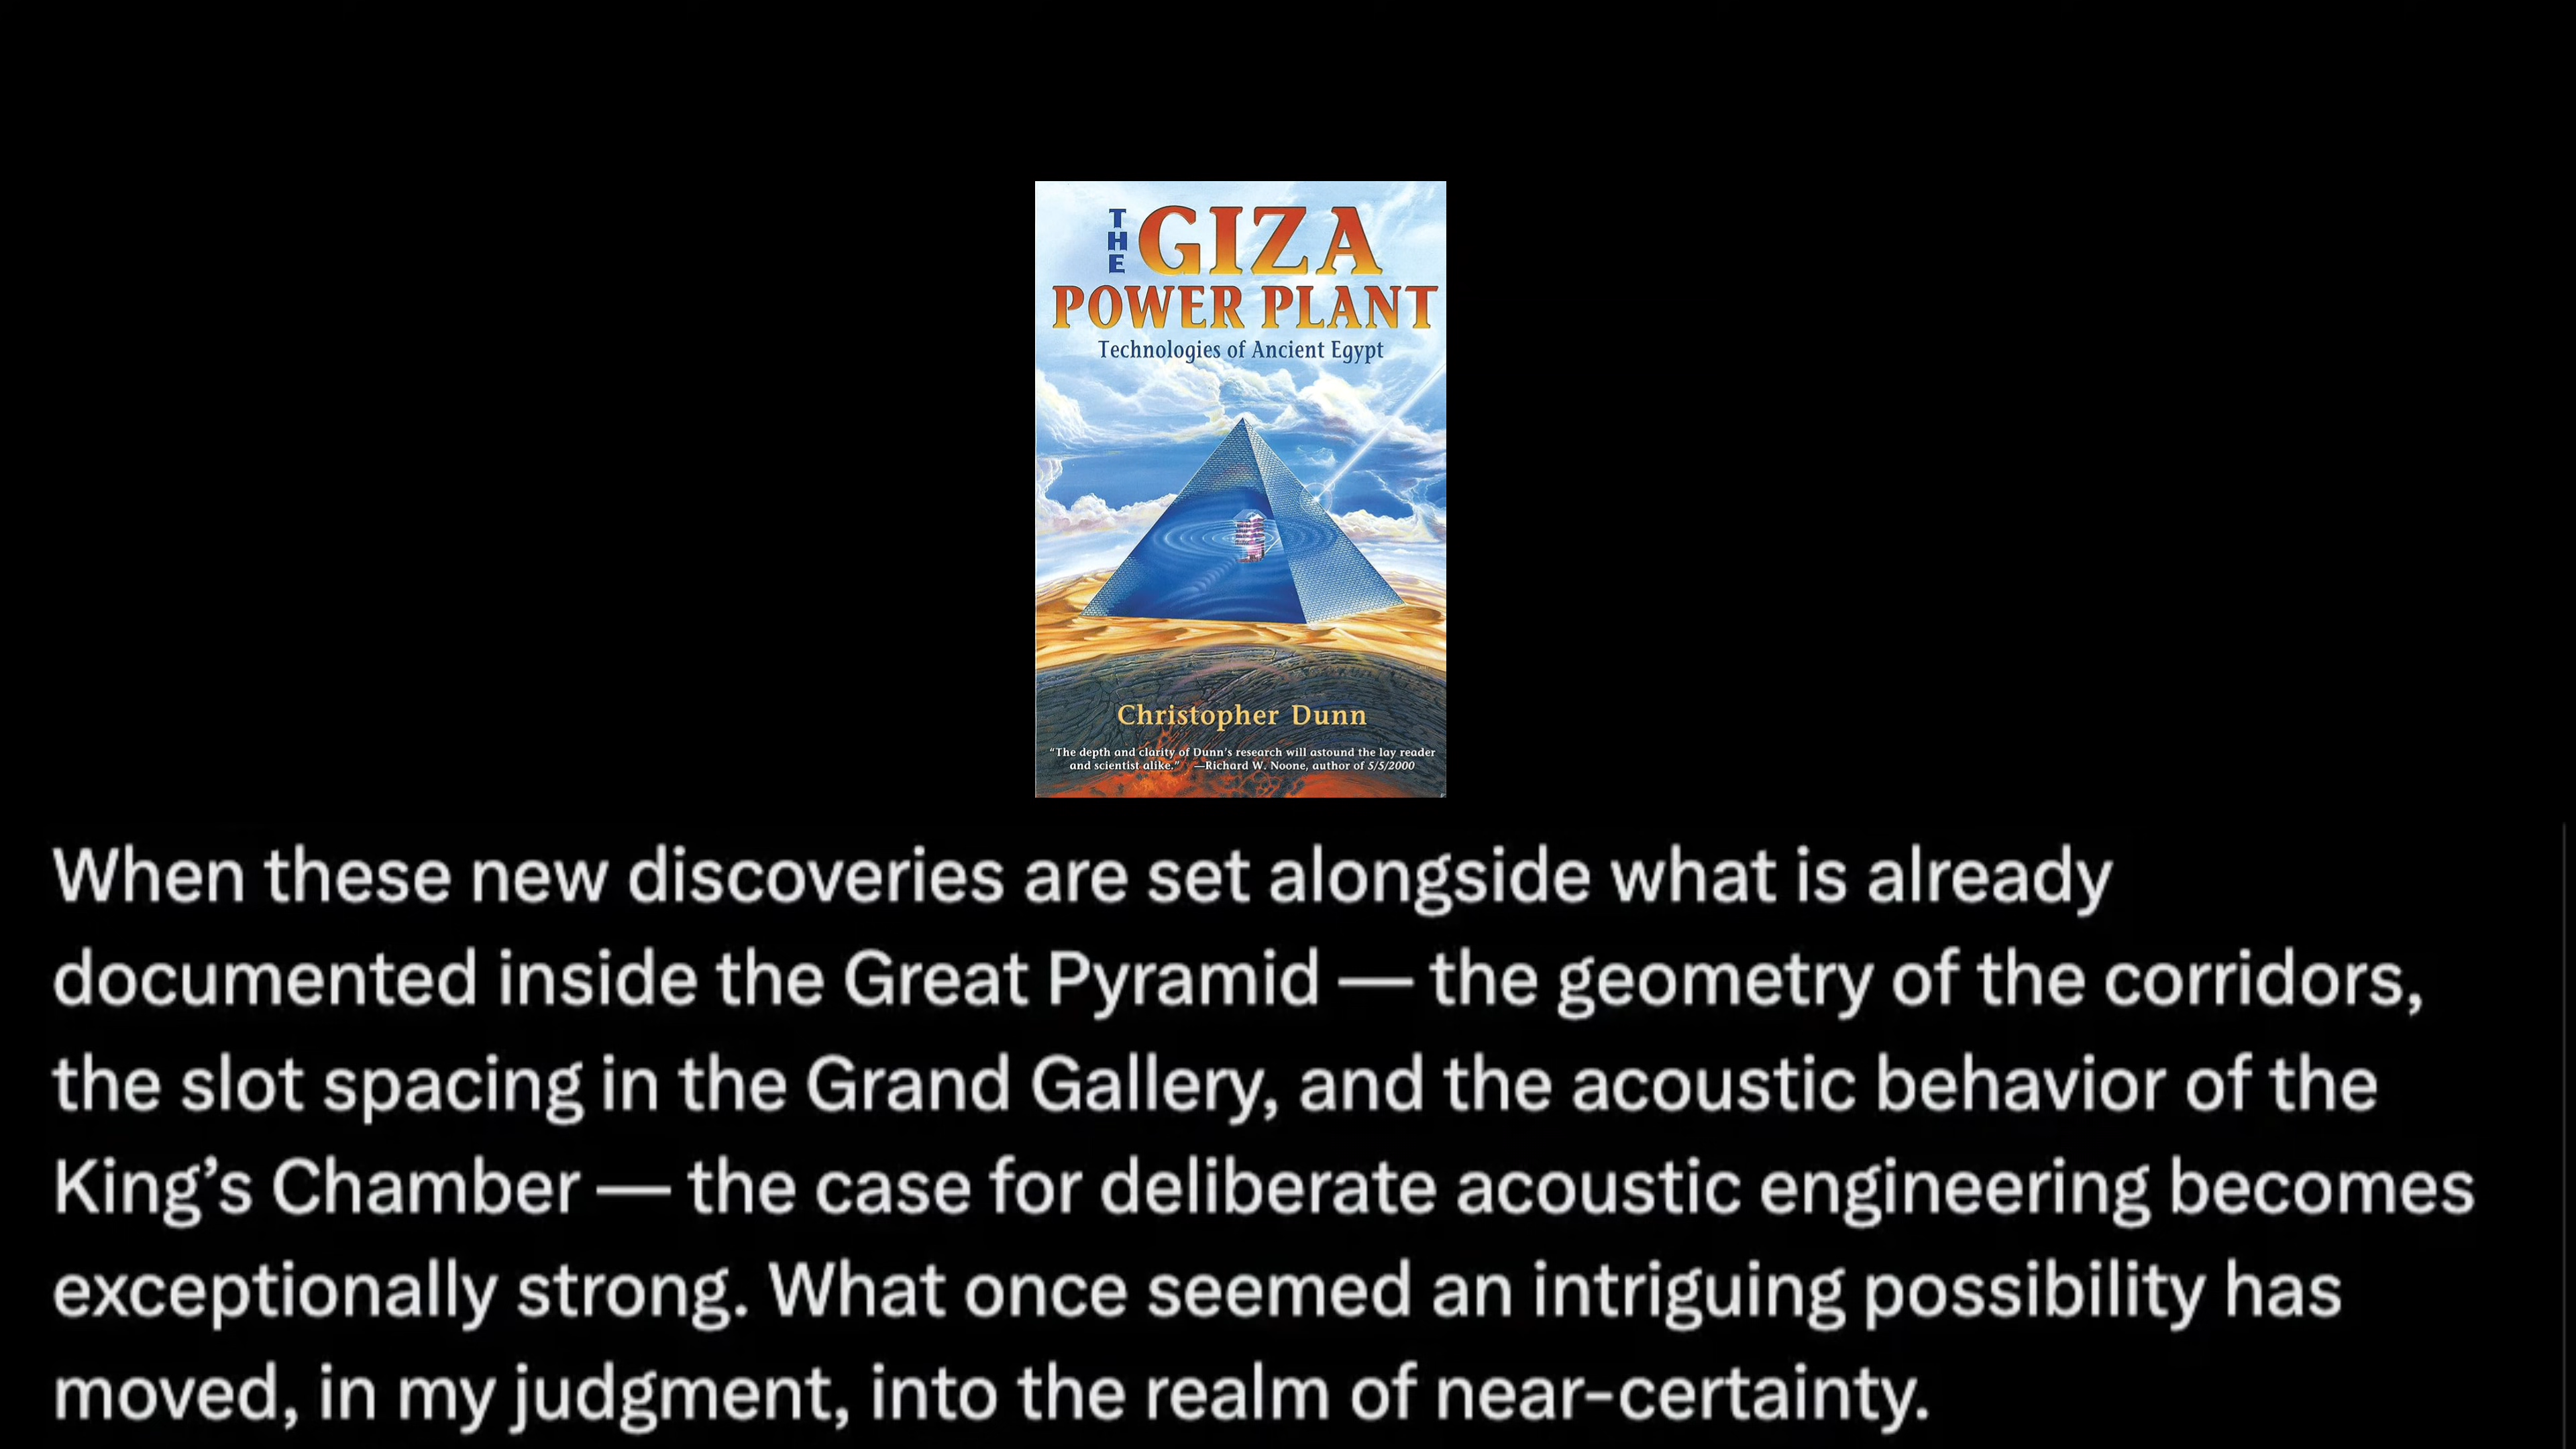 THE GIZA
POWER PLANT
Technologies of Ancient Egypt
Christopher Dunn
"The depth and clarity of Dunn's research will astound the lay reader
and scientist alike." —Richard W. Noone, author of 5/5/2000
When these new discoveries are set alongside what is already
documented inside the Great Pyramid — the geometry of the corridors,
the slot spacing in the Grand Gallery, and the acoustic behavior of the
King's Chamber — the case for deliberate acoustic engineering becomes
exceptionally strong. What once seemed an intriguing possibility has
moved, in my judgment, into the realm of near-certainty.